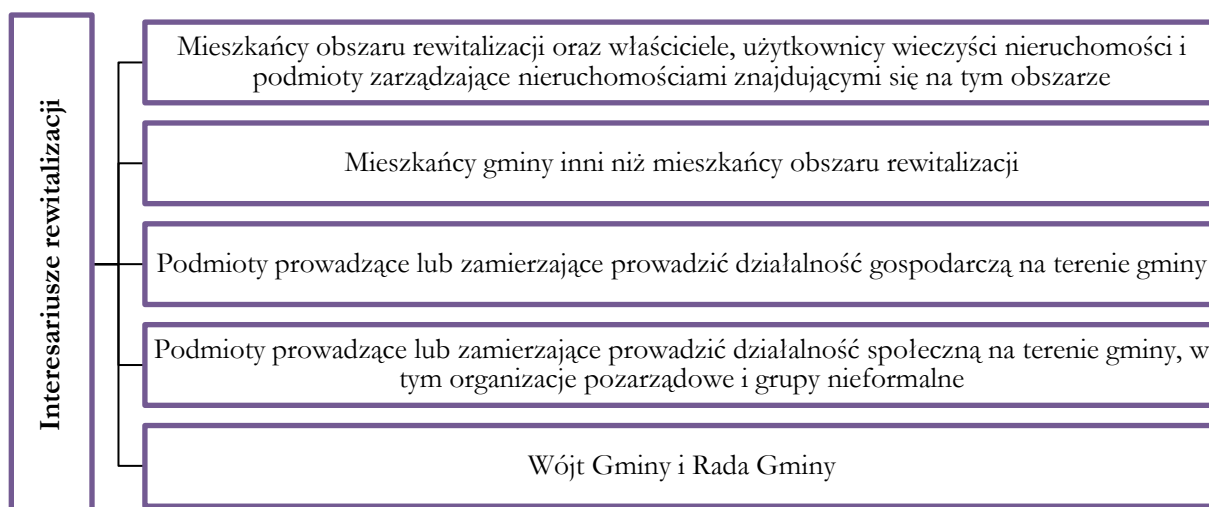 Interesariusze rewitalizacji
Mieszkańcy obszaru rewitalizacji oraz właściciele, użytkownicy wieczyści nieruchomości i
podmioty zarządzające nieruchomościami znajdującymi się na tym obszarze
Mieszkańcy gminy inni niż mieszkańcy obszaru rewitalizacji
Podmioty prowadzące lub zamierzające prowadzić działalność gospodarczą na terenie gminy
Podmioty prowadzące lub zamierzające prowadzić działalność społeczną na terenie gminy, w
tym organizacje pozarządowe i grupy nieformalne
Wójt Gminy i Rada Gminy